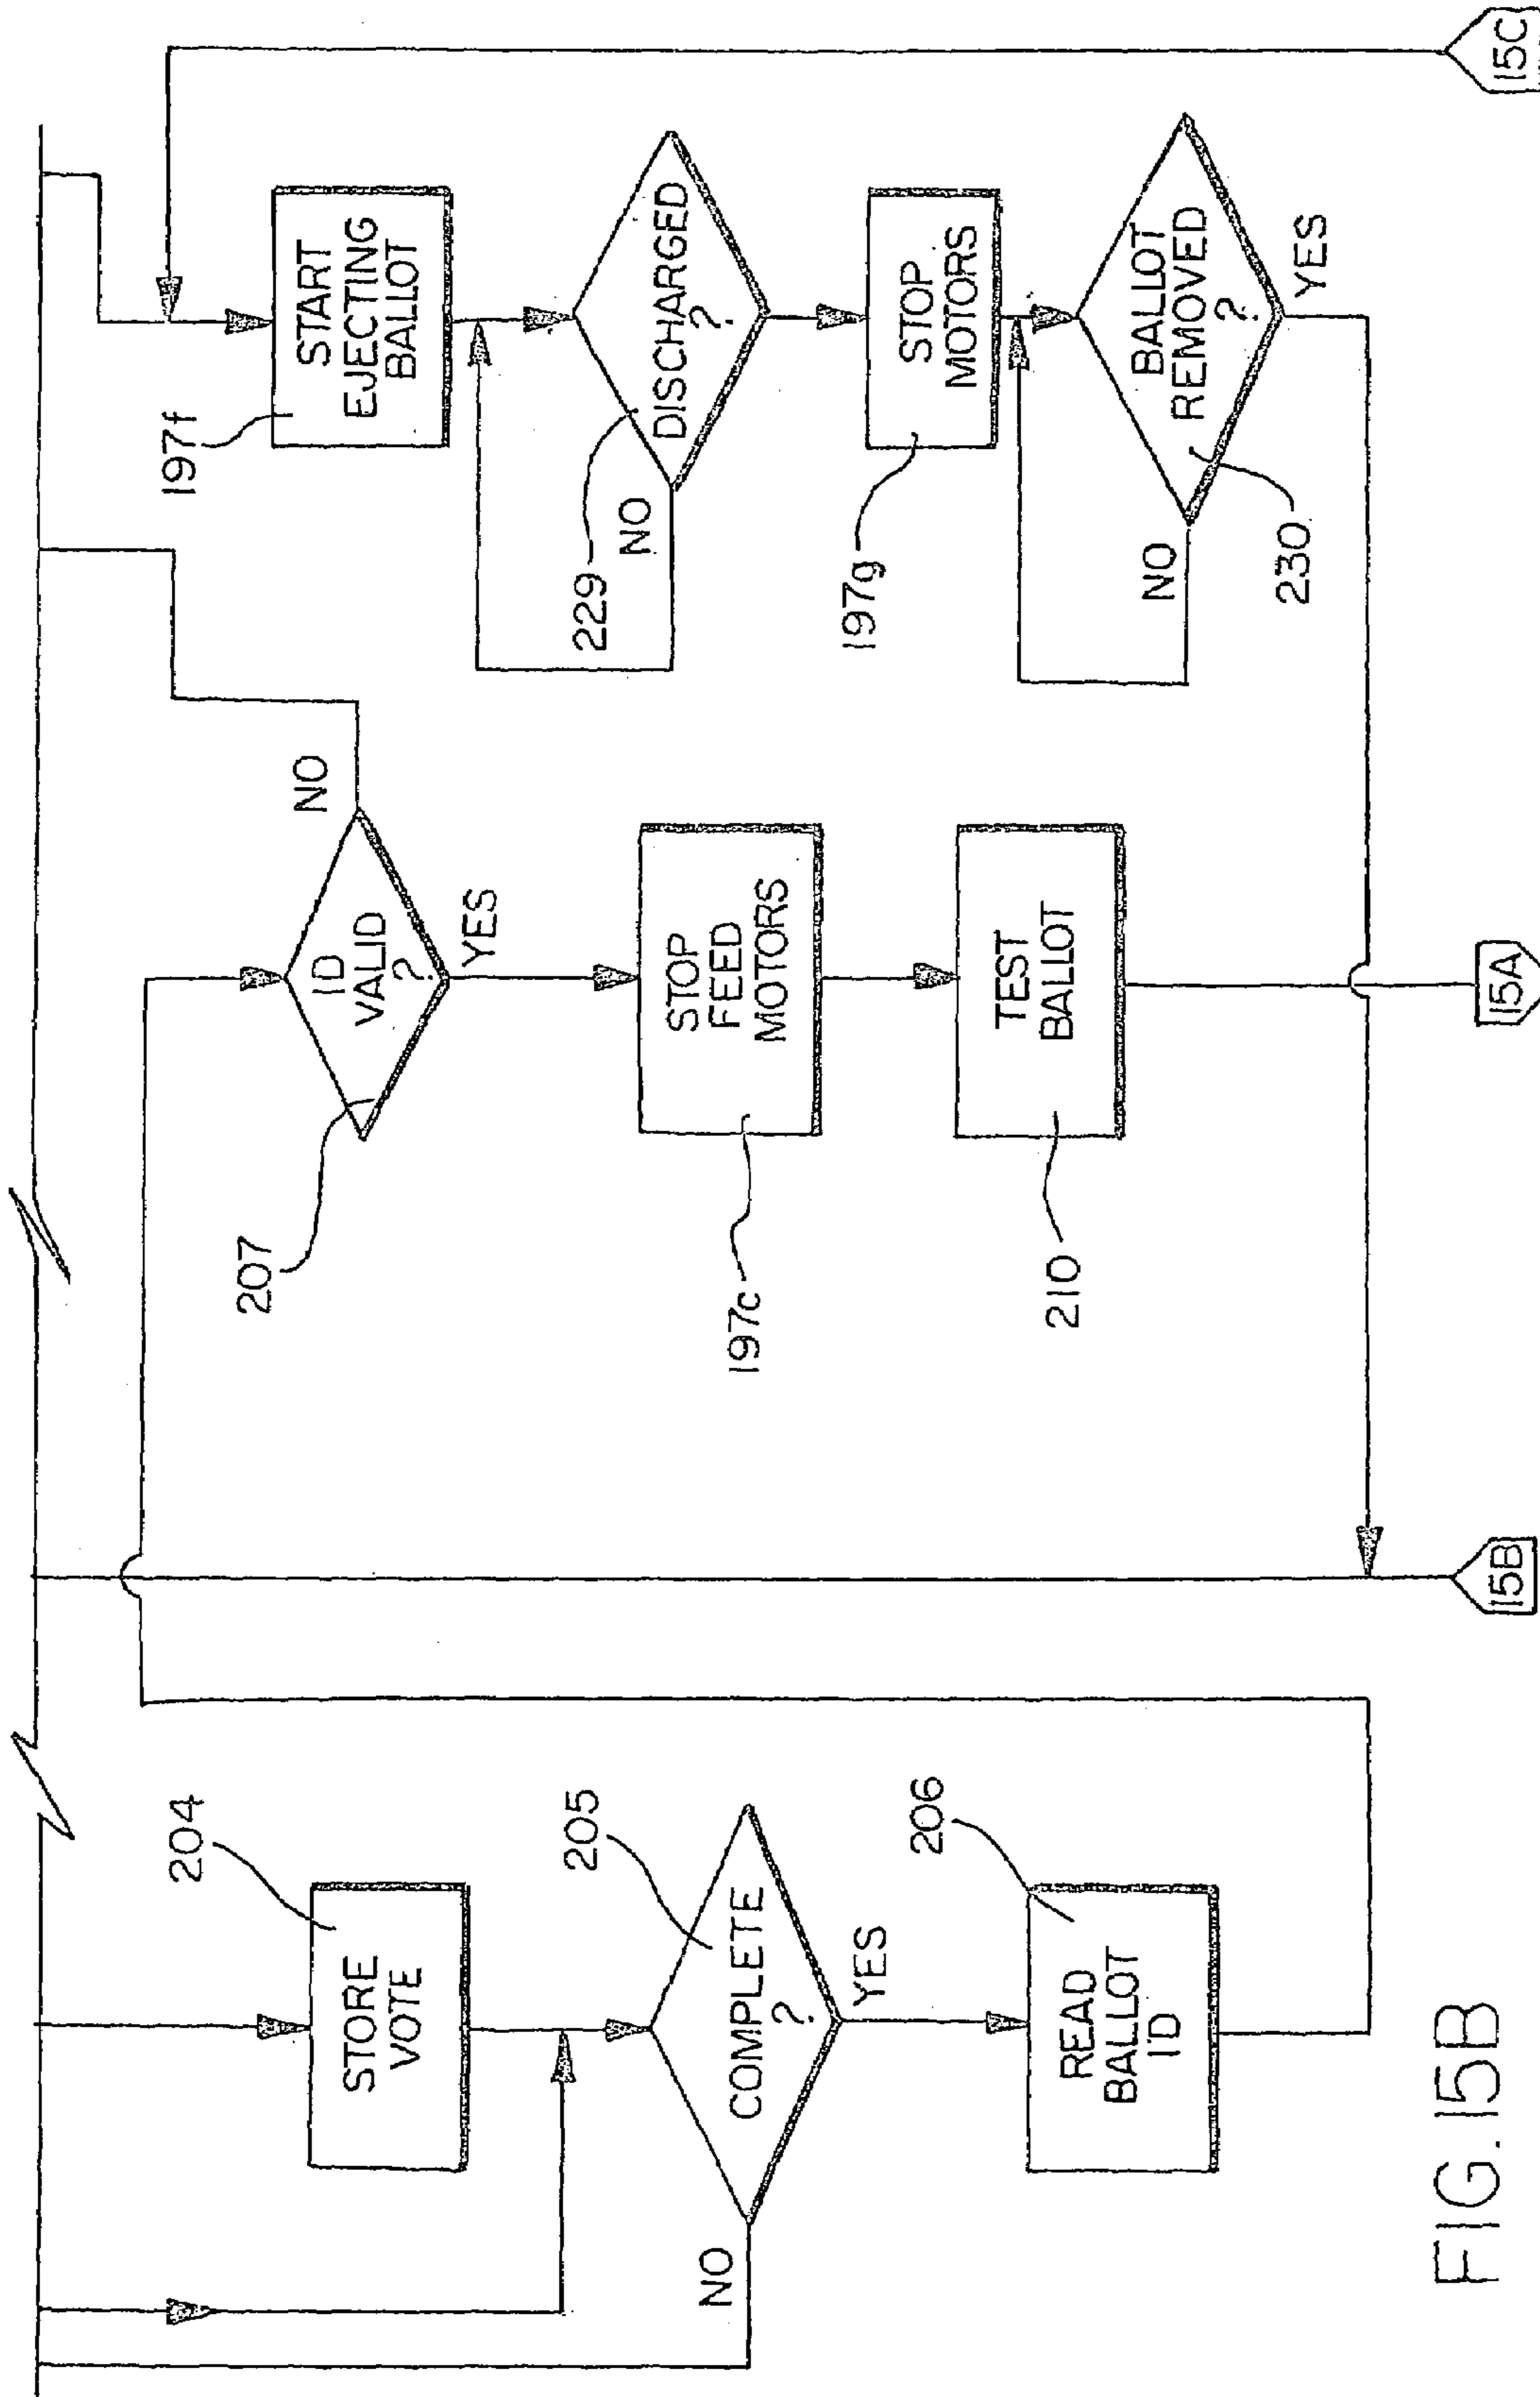 204
STORE
VOTE
205
COMPLETE
?
NO
YES
206
READ
BALLOT
ID
15B
207
ID
VALID
?
NO
YES
STOP
FEED
MOTORS
197c
TEST
BALLOT
210
15A
197f
START
EJECTING
BALLOT
229
DISCHARGED
?
NO
STOP
MOTORS
197g
BALLOT
REMOVED
?
NO
YES
230
15C
FIG. 15B